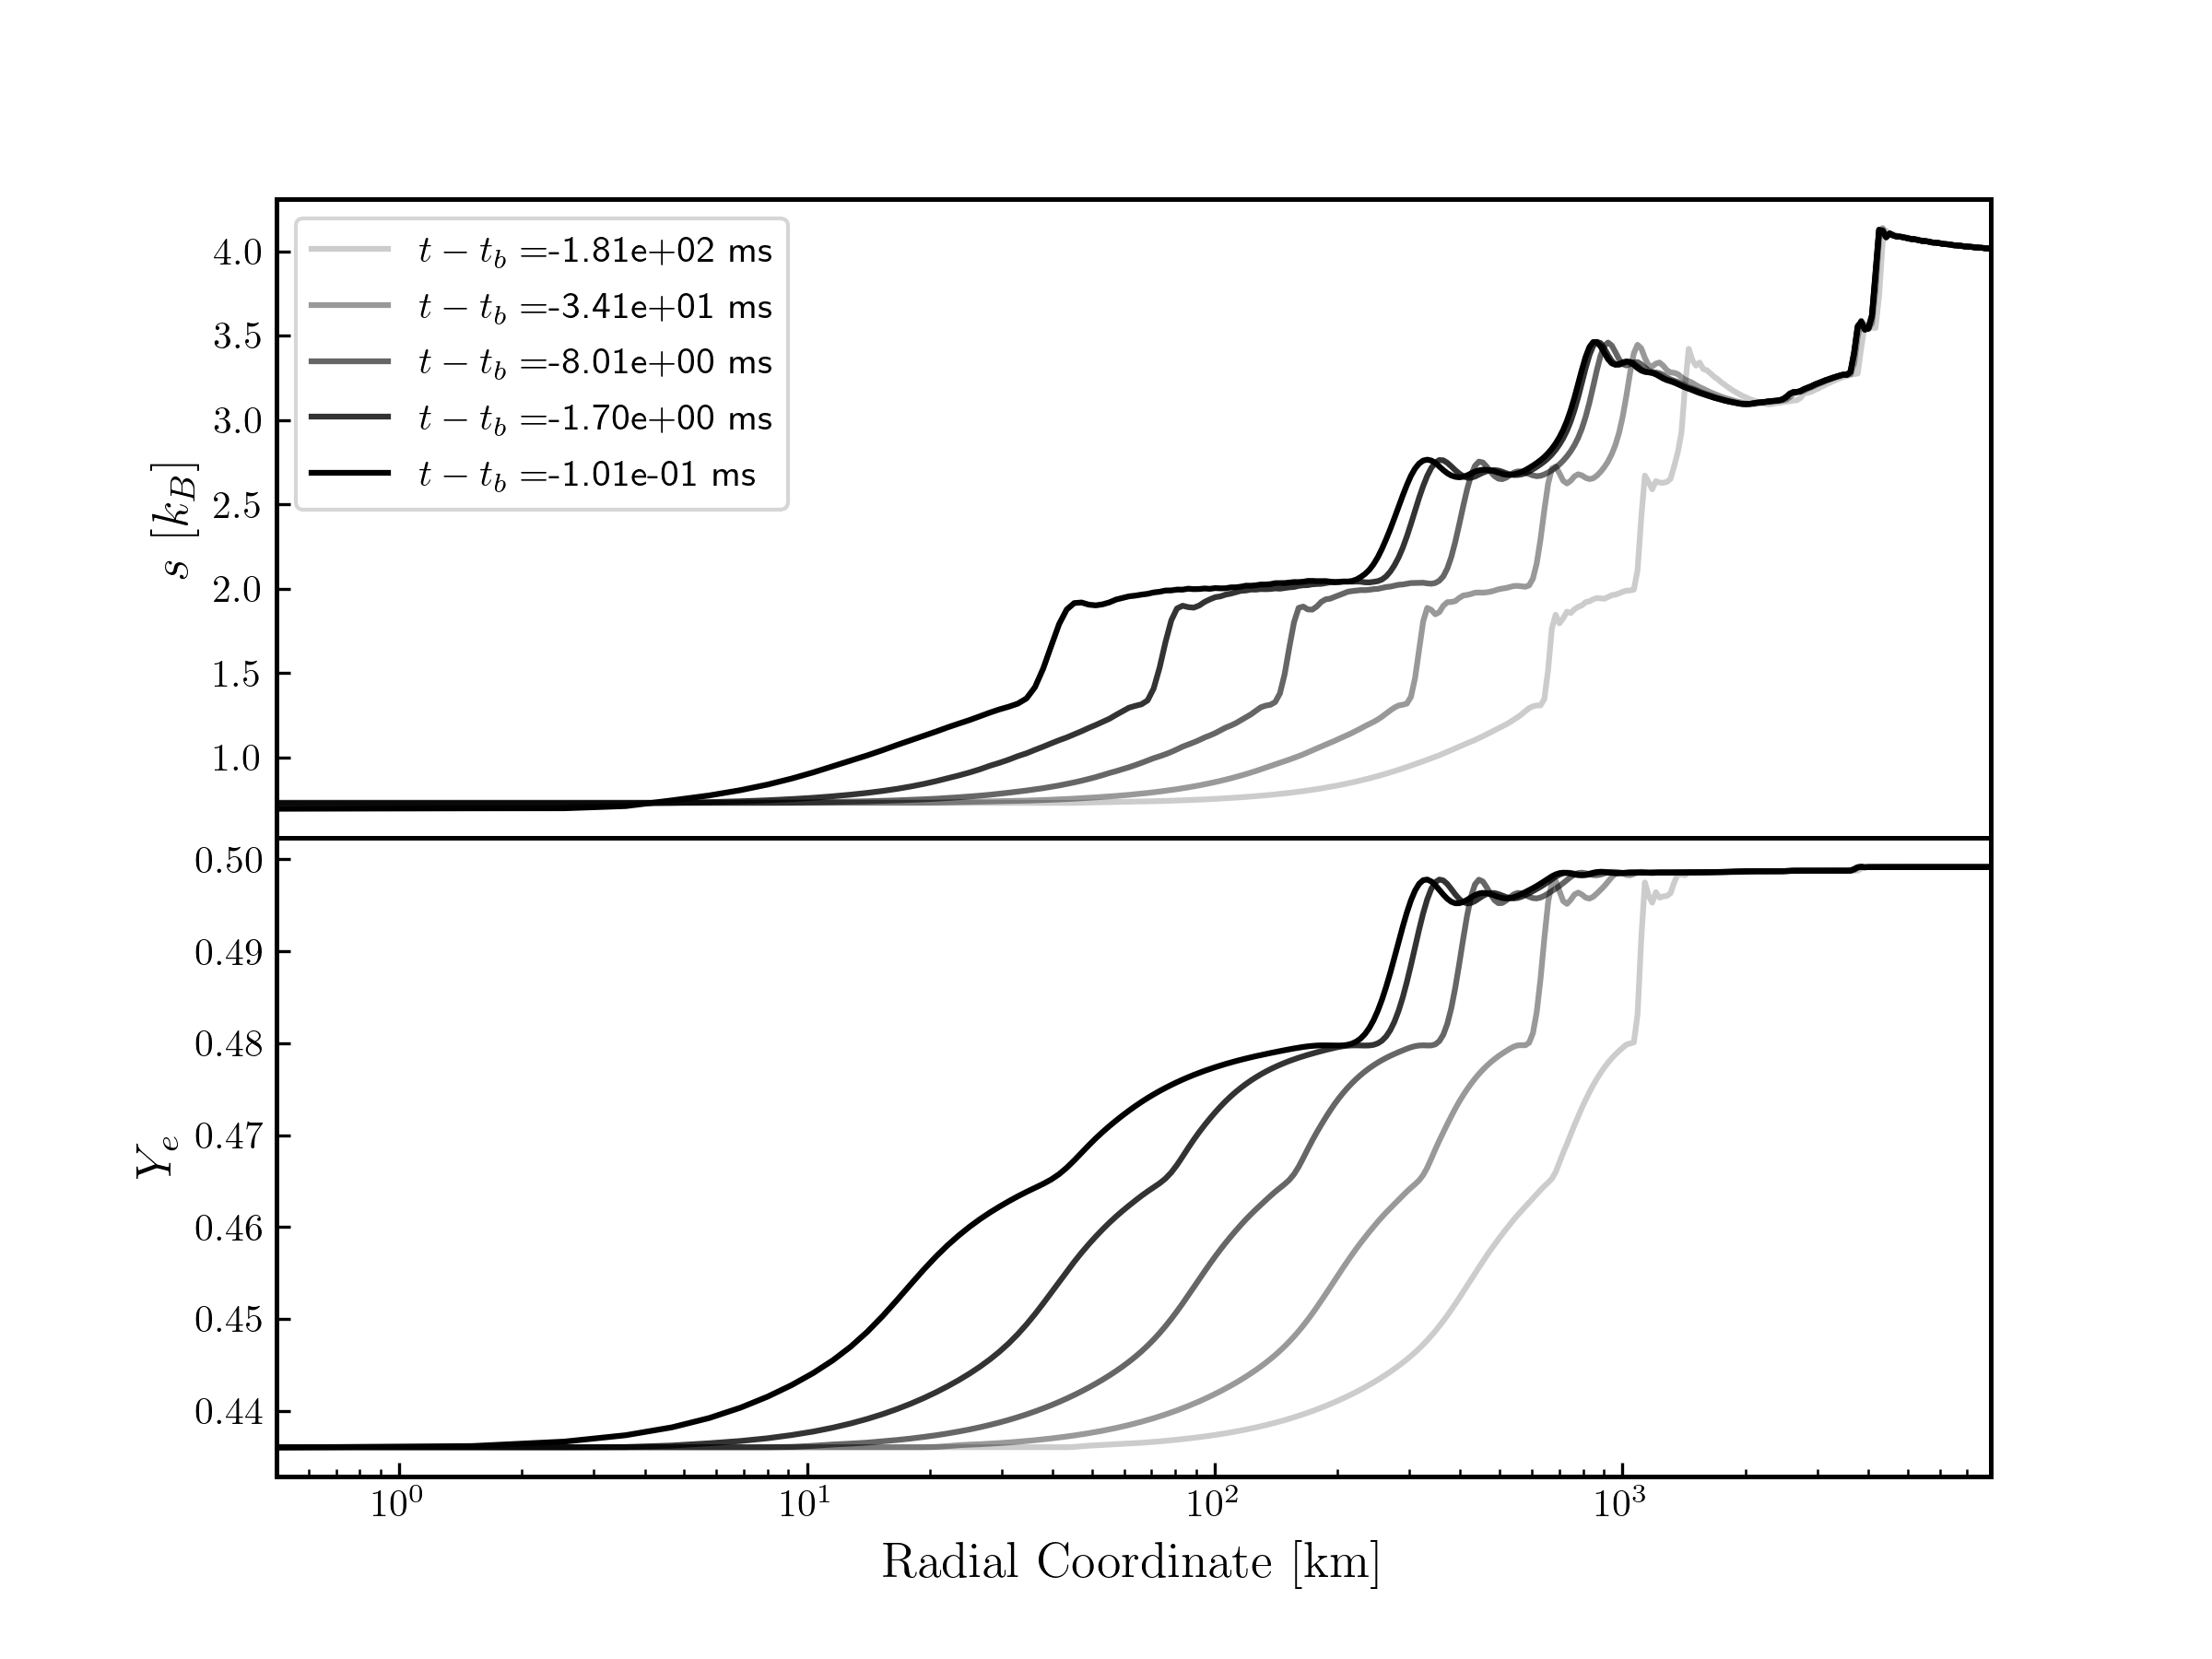 t − t_b =-1.81e+02 ms
t − t_b =-3.41e+01 ms
t − t_b =-8.01e+00 ms
t − t_b =-1.70e+00 ms
t − t_b =-1.01e-01 ms
4.0
3.5
3.0
2.5
2.0
1.5
1.0
s [k_B]
0.50
0.49
0.48
0.47
0.46
0.45
0.44
Y_e
10^0 10^1 10^2 10^3
Radial Coordinate [km]